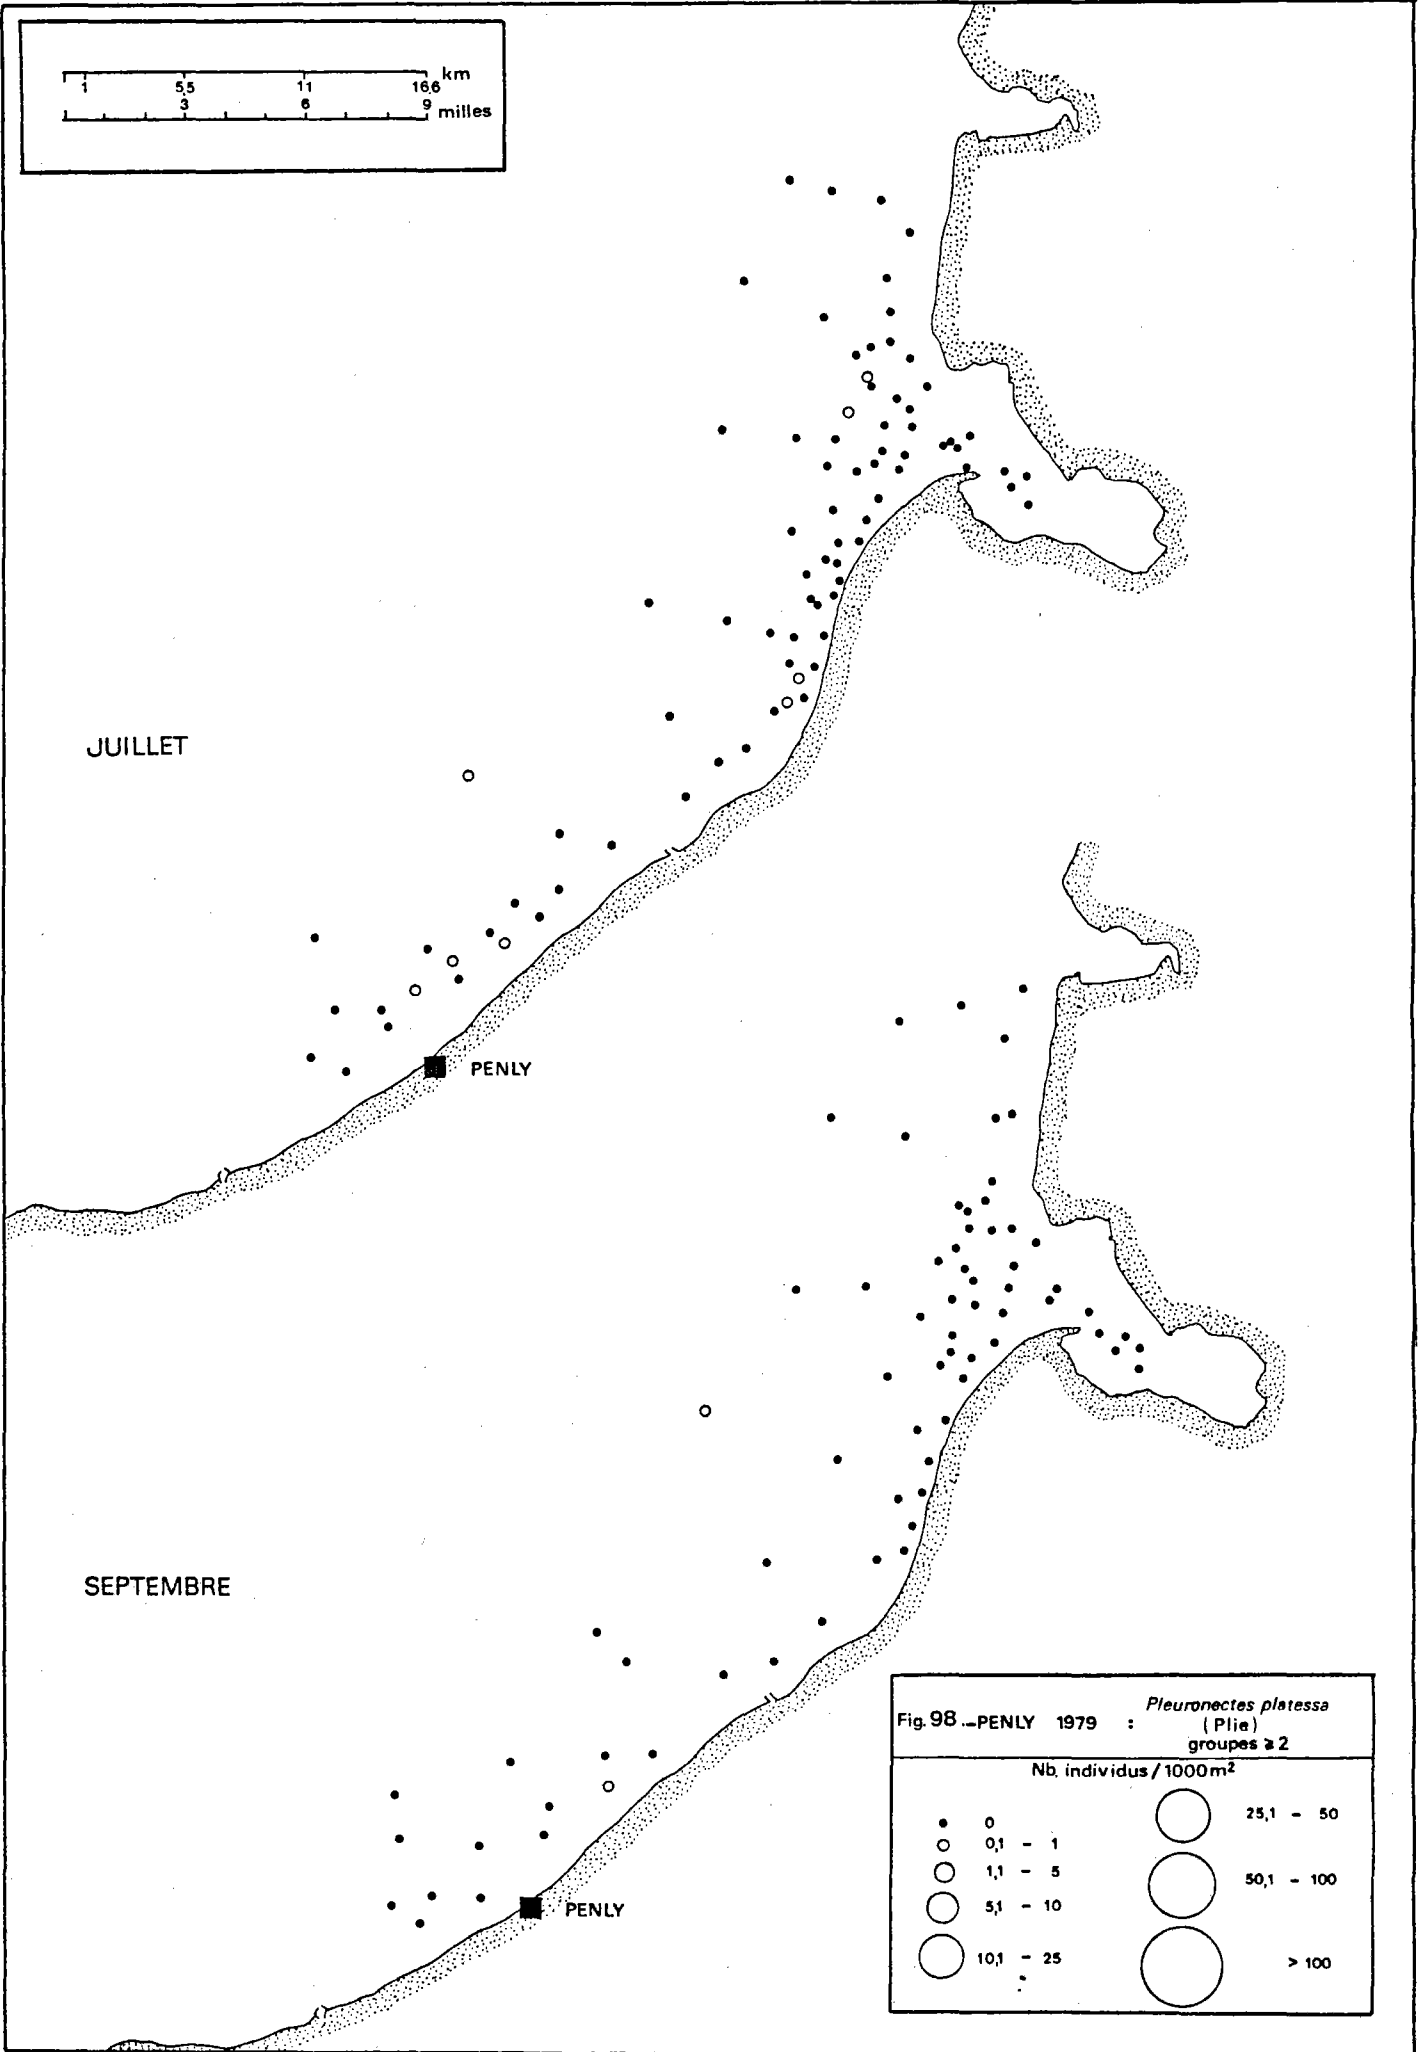 km
1 5,5 11 16,6
3 6 9
milles
JUILLET
PENLY
SEPTEMBRE
PENLY
Fig. 98 _PENLY 1979 : Pleuronectes platessa
(Plie)
groupes ≥ 2
Nb. individus / 1000 m²
0
0,1 - 1
1,1 - 5
5,1 - 10
10,1 - 25
25,1 - 50
50,1 - 100
> 100